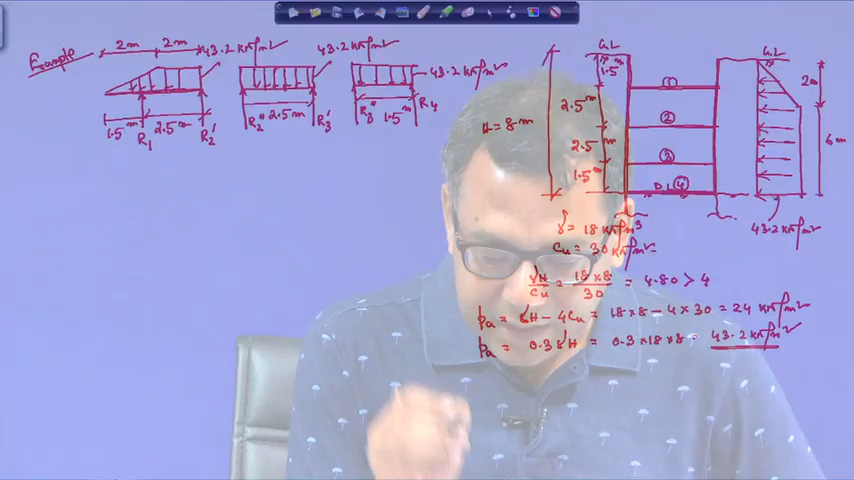 Example
2m 2m
43.2 kN/m²
1.5m 2.5m
R₁ R₂'
43.2 kN/m²
2.5m
R₂'' R₃'
43.2 kN/m²
R₃'' 1.5m R₄
H = 8m
G.L
1.5m
2.5m
2.5m
1.5m
1
2
3
D.L 4
G.L
2m
6m
43.2 kN/m²
γ = 18 kN/m³
Cu = 30 kN/m²
γH/Cu = 18×8/30 = 4.80 > 4
Pa = γH − 4Cu = 18×8 − 4×30 = 24 kN/m²
Pa = 0.3γH = 0.3×18×8 = 43.2 kN/m²